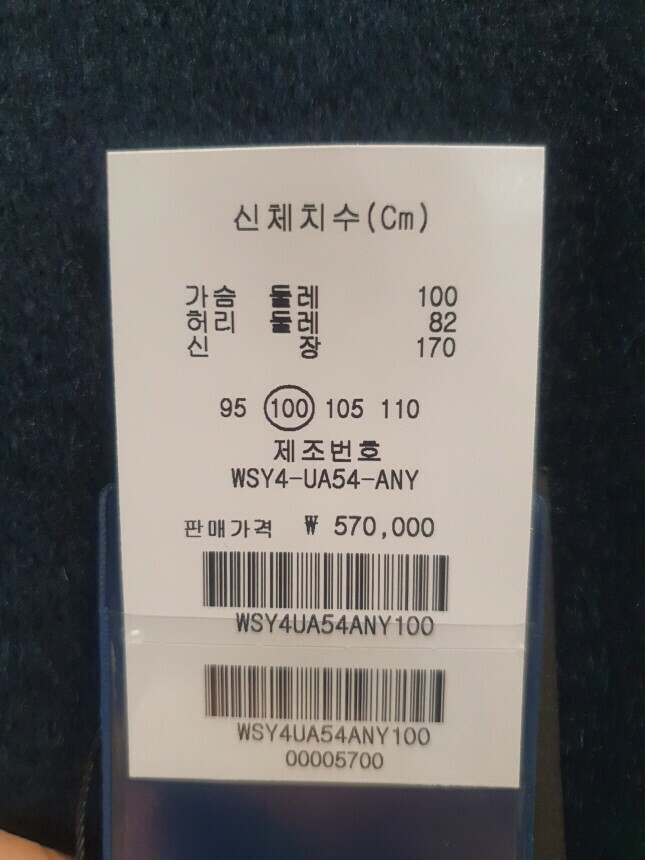 신체치수(Cm)
가슴 둘레 100
허리 둘레 82
신 장 170
95 100 105 110
제조번호
WSY4-UA54-ANY
판매가격 ₩ 570,000
WSY4UA54ANY100
WSY4UA54ANY100
00005700